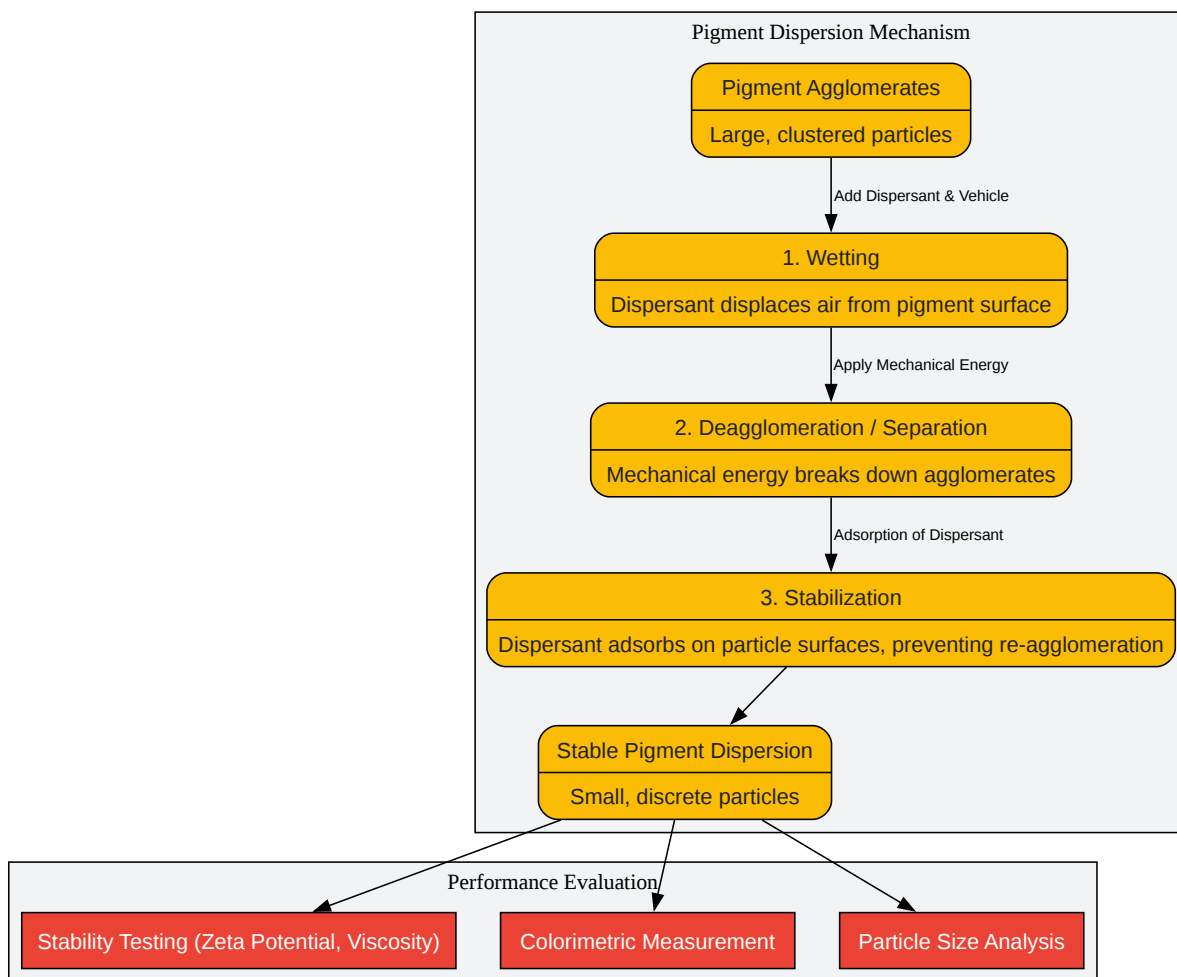 Pigment Dispersion Mechanism
Pigment Agglomerates
Large, clustered particles
Add Dispersant & Vehicle
1. Wetting
Dispersant displaces air from pigment surface
Apply Mechanical Energy
2. Deagglomeration / Separation
Mechanical energy breaks down agglomerates
Adsorption of Dispersant
3. Stabilization
Dispersant adsorbs on particle surfaces, preventing re-agglomeration
Stable Pigment Dispersion
Small, discrete particles
Performance Evaluation
Stability Testing (Zeta Potential, Viscosity)
Colorimetric Measurement
Particle Size Analysis